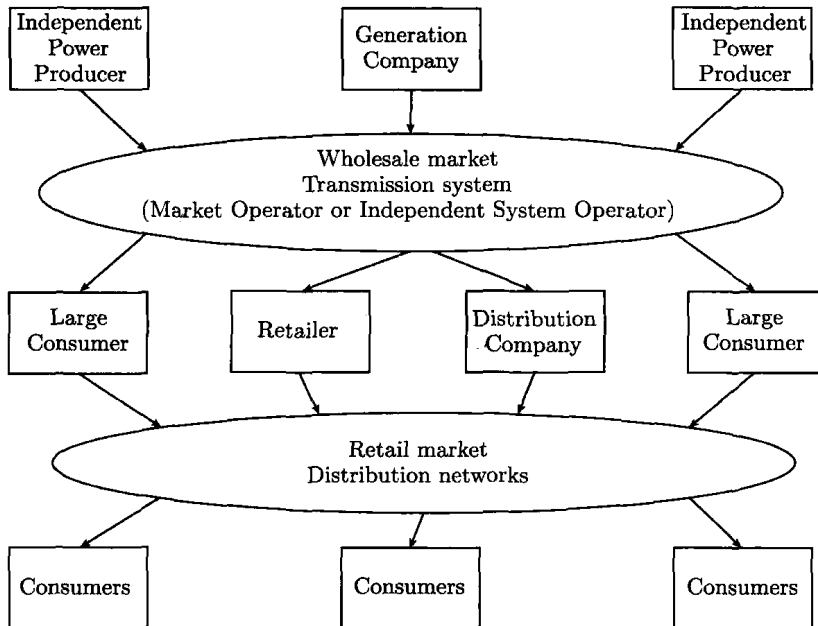 Independent
Power
Producer
Generation
Company
Independent
Power
Producer
Wholesale market
Transmission system
(Market Operator or Independent System Operator)
Large
Consumer
Retailer
Distribution
Company
Large
Consumer
Retail market
Distribution networks
Consumers
Consumers
Consumers